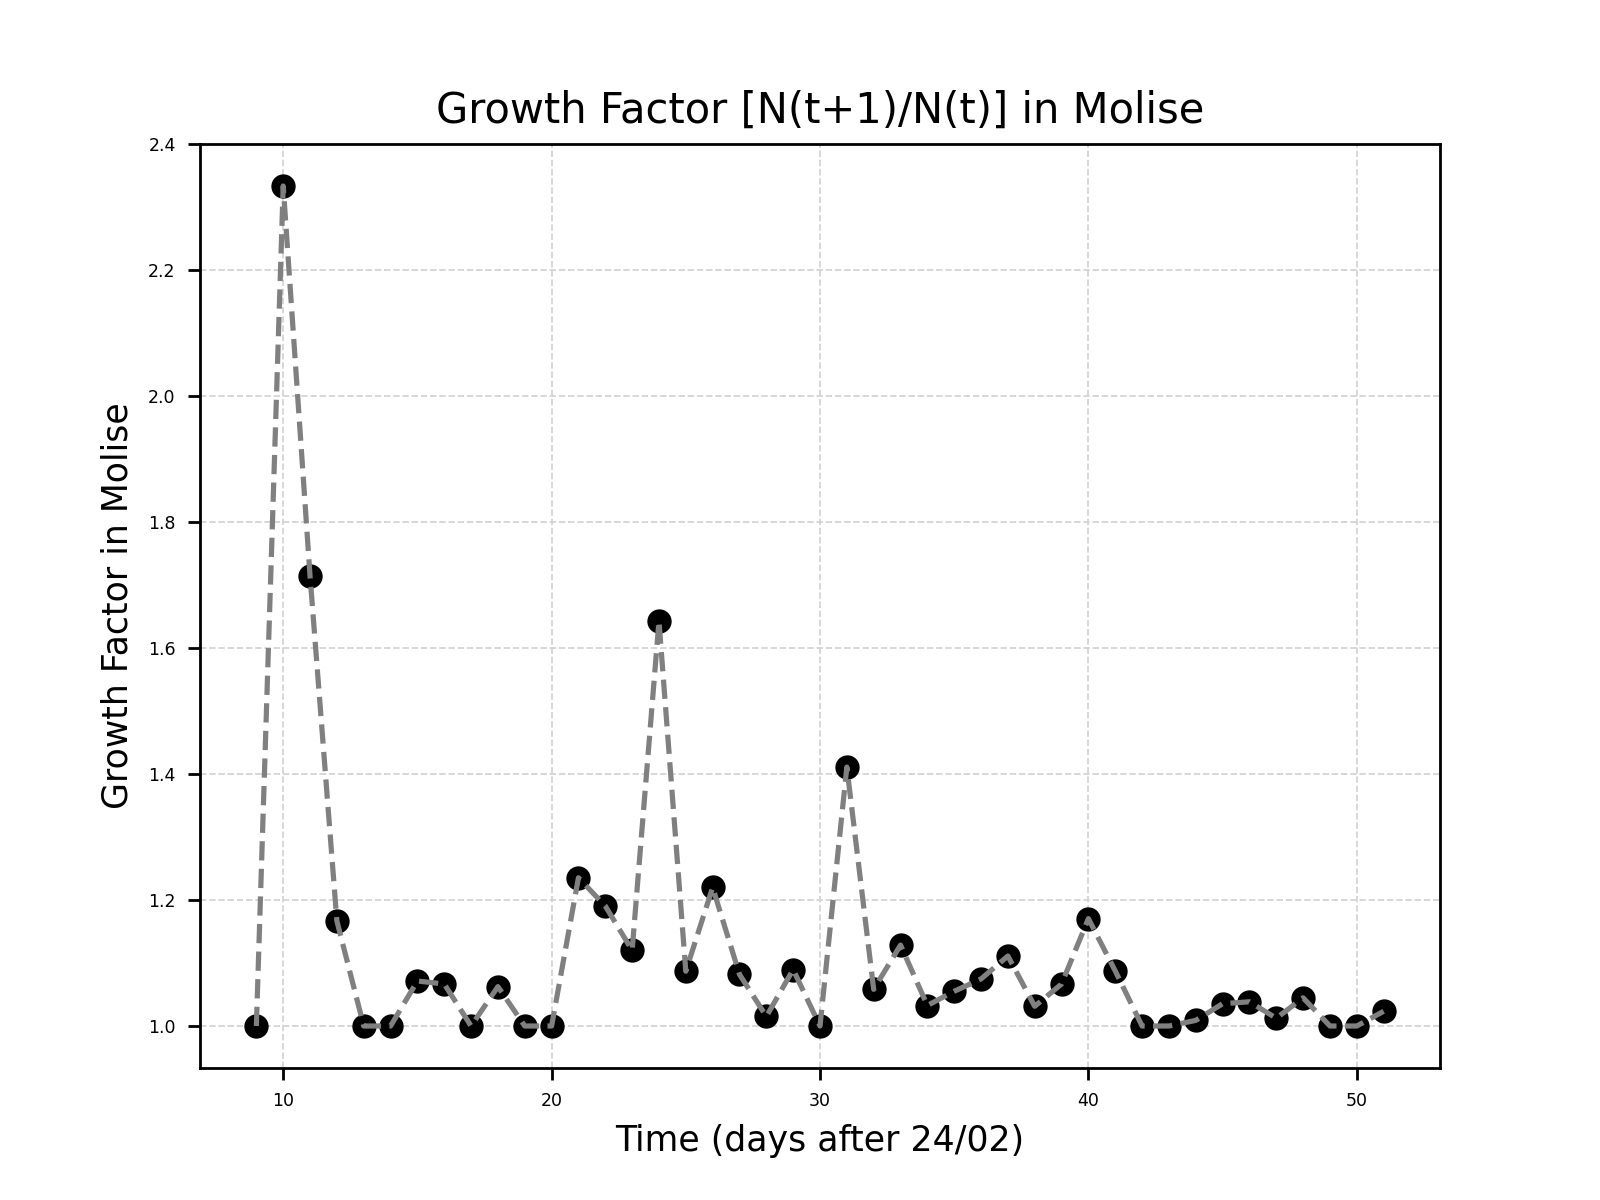 Growth Factor [N(t+1)/N(t)] in Molise
Growth Factor in Molise
2.4
2.2
2.0
1.8
1.6
1.4
1.2
1.0
10 20 30 40 50
Time (days after 24/02)